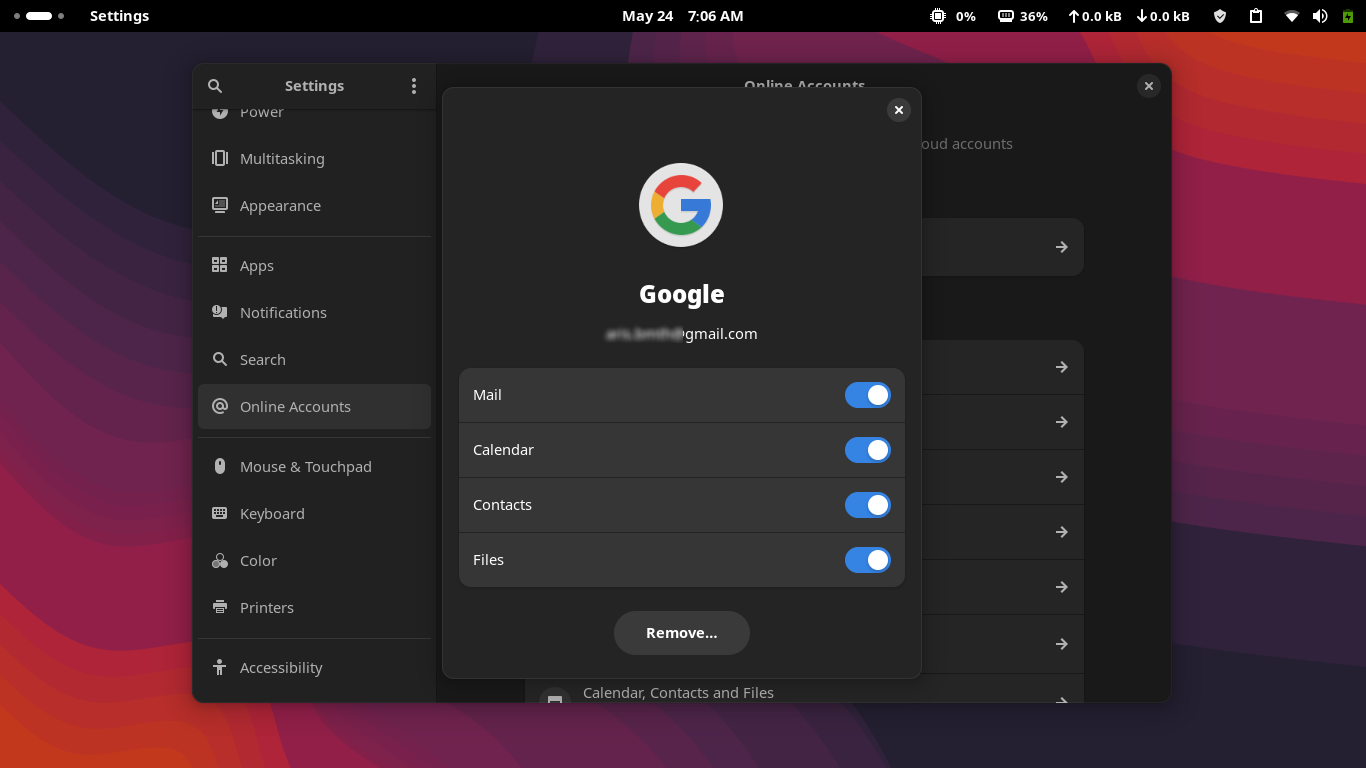 Settings
May 24 7:06 AM
0%
36%
0.0 kB
0.0 kB
Settings
Online Accounts
Power
Multitasking
Appearance
Apps
Notifications
Search
Online Accounts
Mouse & Touchpad
Keyboard
Color
Printers
Accessibility
oud accounts
Google
@gmail.com
Mail
Calendar
Contacts
Files
Remove...
Calendar, Contacts and Files